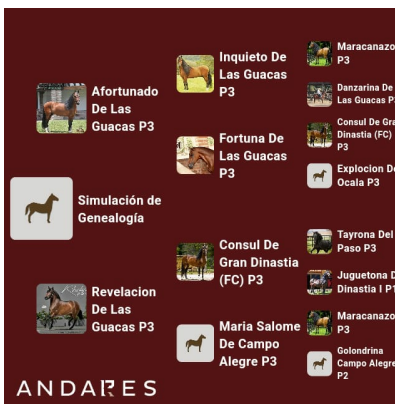 Maracanazo
P3
Inquieto De
Las Guacas
P3
Danzarina De
Las Guacas P3
Afortunado
De Las
Guacas P3
Consul De Gra
Dinastia (FC)
P3
Fortuna De
Las Guacas
P3
Explocion De
Ocala P3
Simulación de
Genealogía
Tayrona Del
Paso P3
Consul De
Gran Dinastia
(FC) P3
Juguetona D
Dinastia I P1
Revelacion
De Las
Guacas P3
Maracanazo
P3
Maria Salome
De Campo
Alegre P3
Golondrina
Campo Alegre
P2
ANDARES